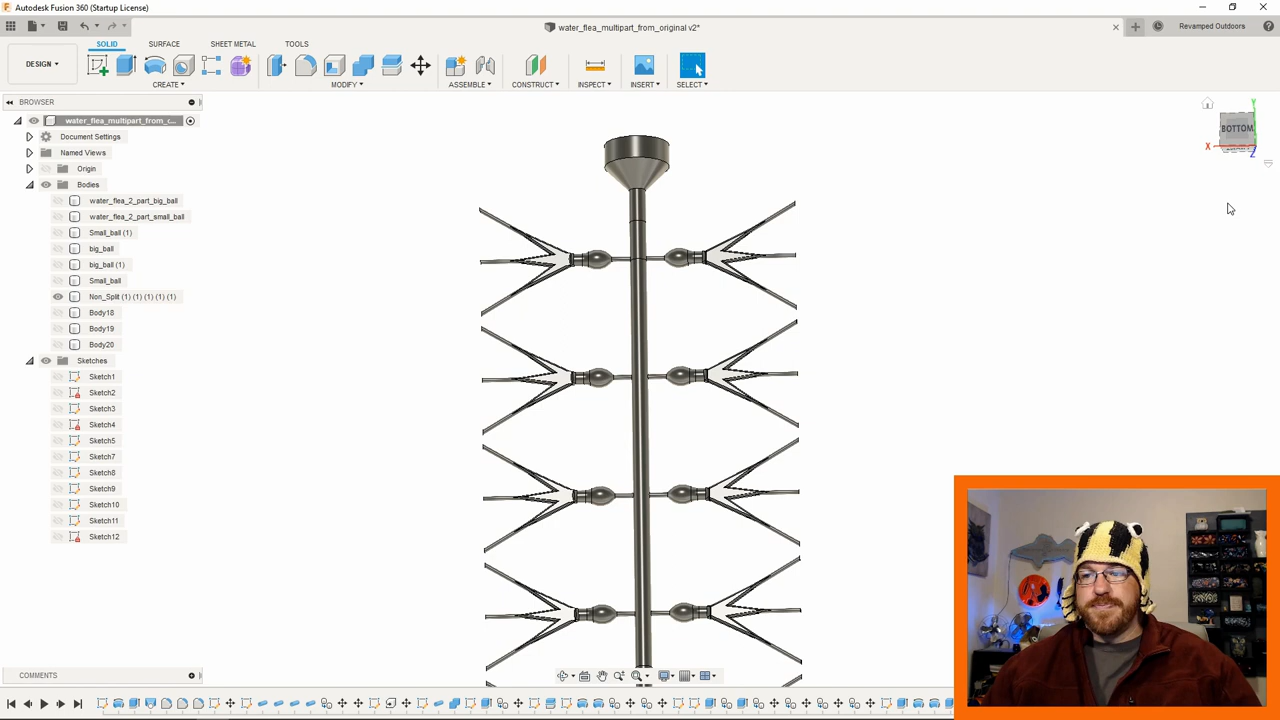 Autodesk Fusion 360 (Startup License)
water_flea_multipart_from_original v2*
Revamped Outdoors
SOLID SURFACE SHEET METAL TOOLS
DESIGN
CREATE MODIFY ASSEMBLE CONSTRUCT INSPECT INSERT SELECT
BROWSER
water_flea_multipart_from_c...
Document Settings
Named Views
Origin
Bodies
water_flea_2_part_big_ball
water_flea_2_part_small_ball
Small_ball (1)
big_ball
big_ball (1)
Small_ball
Non_Split (1) (1) (1) (1) (1)
Body18
Body19
Body20
Sketches
Sketch1
Sketch2
Sketch3
Sketch4
Sketch5
Sketch7
Sketch8
Sketch9
Sketch10
Sketch11
Sketch12
COMMENTS
Y
BOTTOM
X
Z